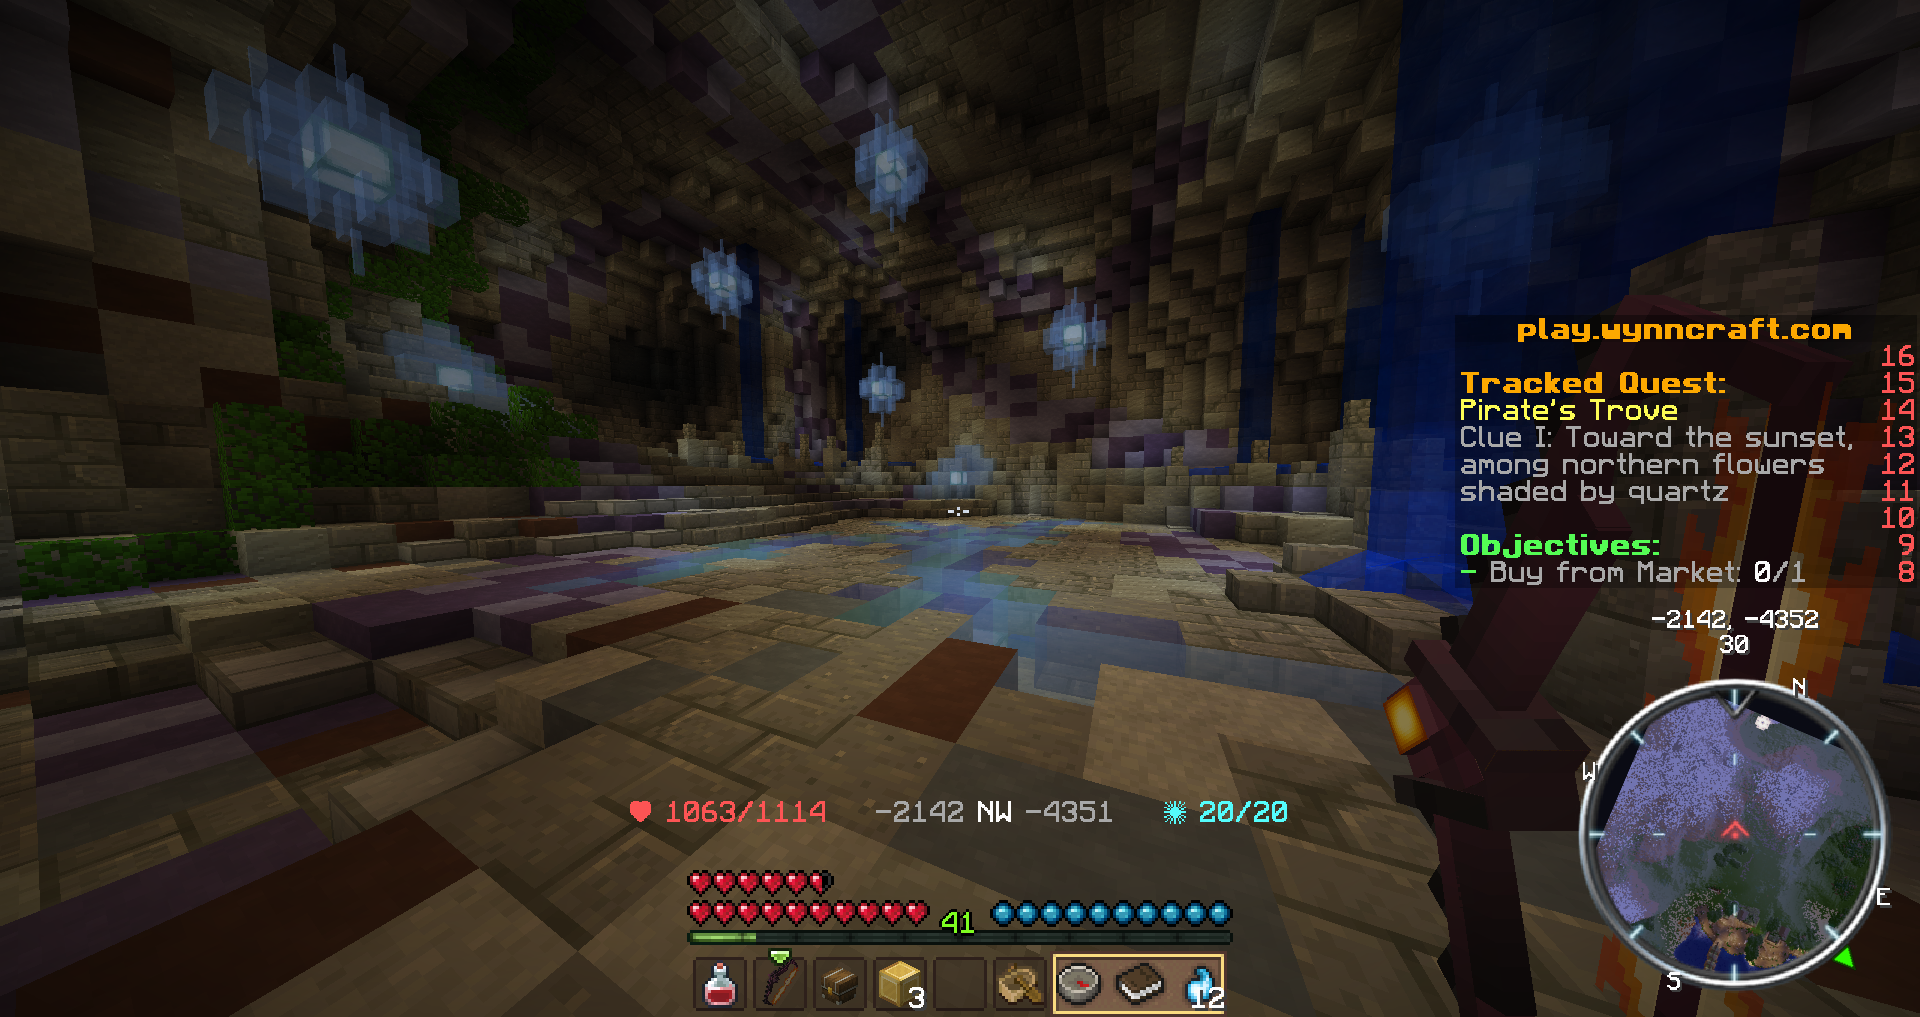 play.wynncraft.com
16
Tracked Quest: 15
Pirate's Trove 14
Clue I: Toward the sunset, 13
among northern flowers 12
shaded by quartz 11
10
Objectives: 9
- Buy from Market: 0/1 8
-2142, -4352
30
N
W
E
S
1063/1114 -2142 NW -4351 20/20
41
3
12